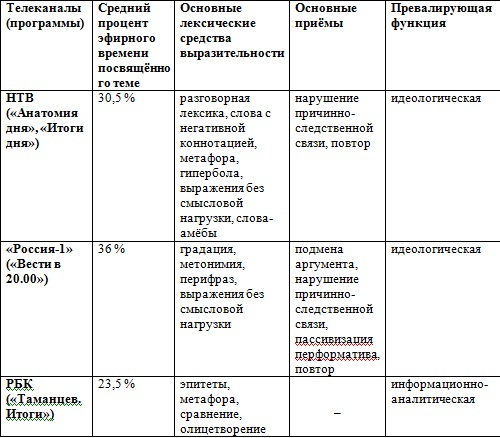 Телеканалы (программы)
Средний процент эфирного времени посвящённо го теме
Основные лексические средства выразительности
Основные приёмы
Превалирующая функция
НТВ («Анатомия дня», «Итоги дня»)
30,5 %
разговорная лексика, слова с негативной коннотацией, метафора, гипербола, выражения без смысловой нагрузки, слова-амёбы
нарушение причинно-следственной связи, повтор
идеологическая
«Россия-1» («Вести в 20.00»)
36 %
градация, метонимия, перифраз, выражения без смысловой нагрузки
подмена аргумента, нарушение причинно-следственной связи, пассивизация перформатива, повтор
идеологическая
РБК («Таманцев. Итоги»)
23,5 %
эпитеты, метафора, сравнение, олицетворение
–
информационно-аналитическая